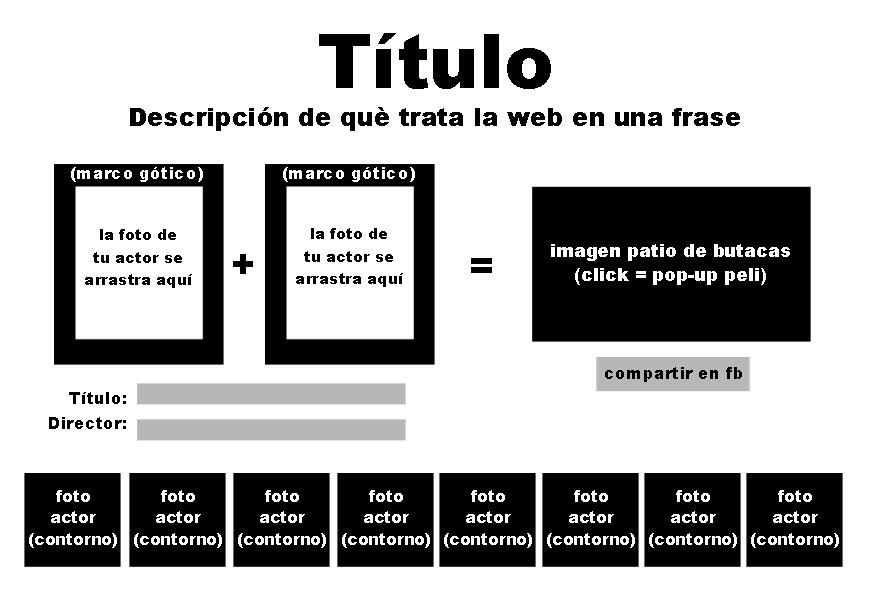 Título
Descripción de què trata la web en una frase
(marco gótico)
la foto de
tu actor se
arrastra aquí
+
(marco gótico)
la foto de
tu actor se
arrastra aquí
=
imagen patio de butacas
(click = pop-up peli)
compartir en fb
Título:
Director:
foto
actor
(contorno)
foto
actor
(contorno)
foto
actor
(contorno)
foto
actor
(contorno)
foto
actor
(contorno)
foto
actor
(contorno)
foto
actor
(contorno)
foto
actor
(contorno)